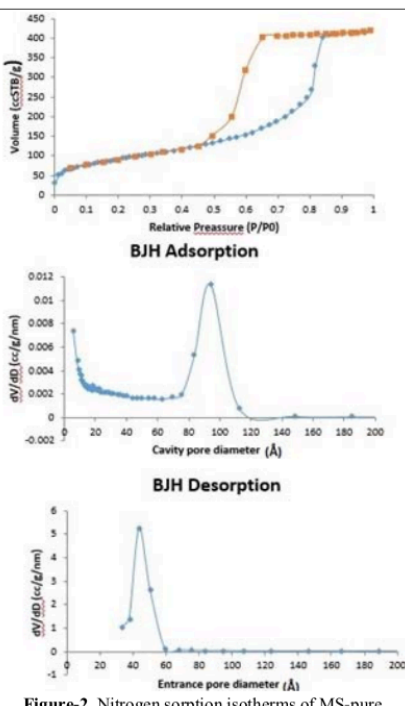 450
400
350
300
250
200
150
100
50
0
Volume (ccSTB/g)
0 0.1 0.2 0.3 0.4 0.5 0.6 0.7 0.8 0.9 1
Relative Preassure (P/P0)
BJH Adsorption
0.012
0.01
0.008
0.006
0.004
0.002
0
-0.002
dV/dD (cc/g/nm)
0 20 40 60 80 100 120 140 160 180 200
Cavity pore diameter (Å)
BJH Desorption
6
5
4
3
2
1
0
-1
dV/dD (cc/g/nm)
0 20 40 60 80 100 120 140 160 180 200
Entrance pore diameter (Å)
Figure-2. Nitrogen sorption isotherms of MS-pure